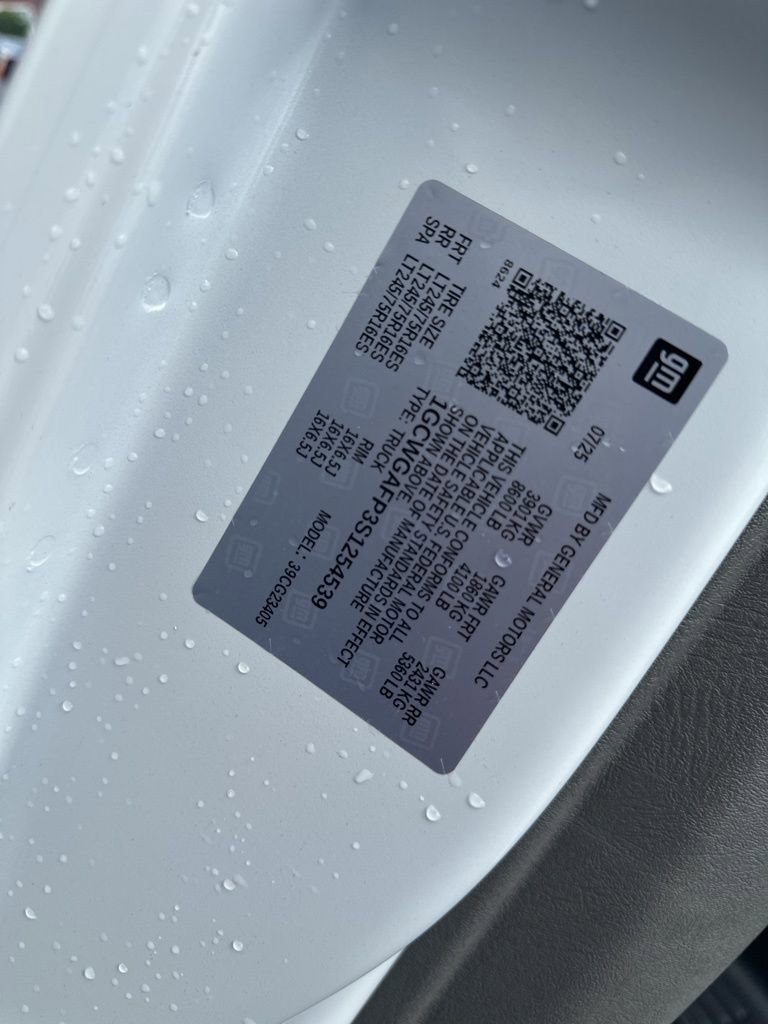 gm
MFD BY GENERAL MOTORS LLC
07/25
GVWR GAWR FRT GAWR RR
3901 KG 1860 KG 2431 KG
8600 LB 4100 LB 5360 LB
THIS VEHICLE CONFORMS TO ALL
APPLICABLE U.S. FEDERAL MOTOR
VEHICLE SAFETY STANDARDS IN EFFECT
ON THE DATE OF MANUFACTURE
SHOWN ABOVE.
1GCWGAFP3S1254539
TYPE: TRUCK
8624
MODEL: 39CG23405
TIRE SIZE RIM
FRT LT245/75R16ES 16X6.5J
RR LT245/75R16ES 16X6.5J
SPA LT245/75R16ES 16X6.5J